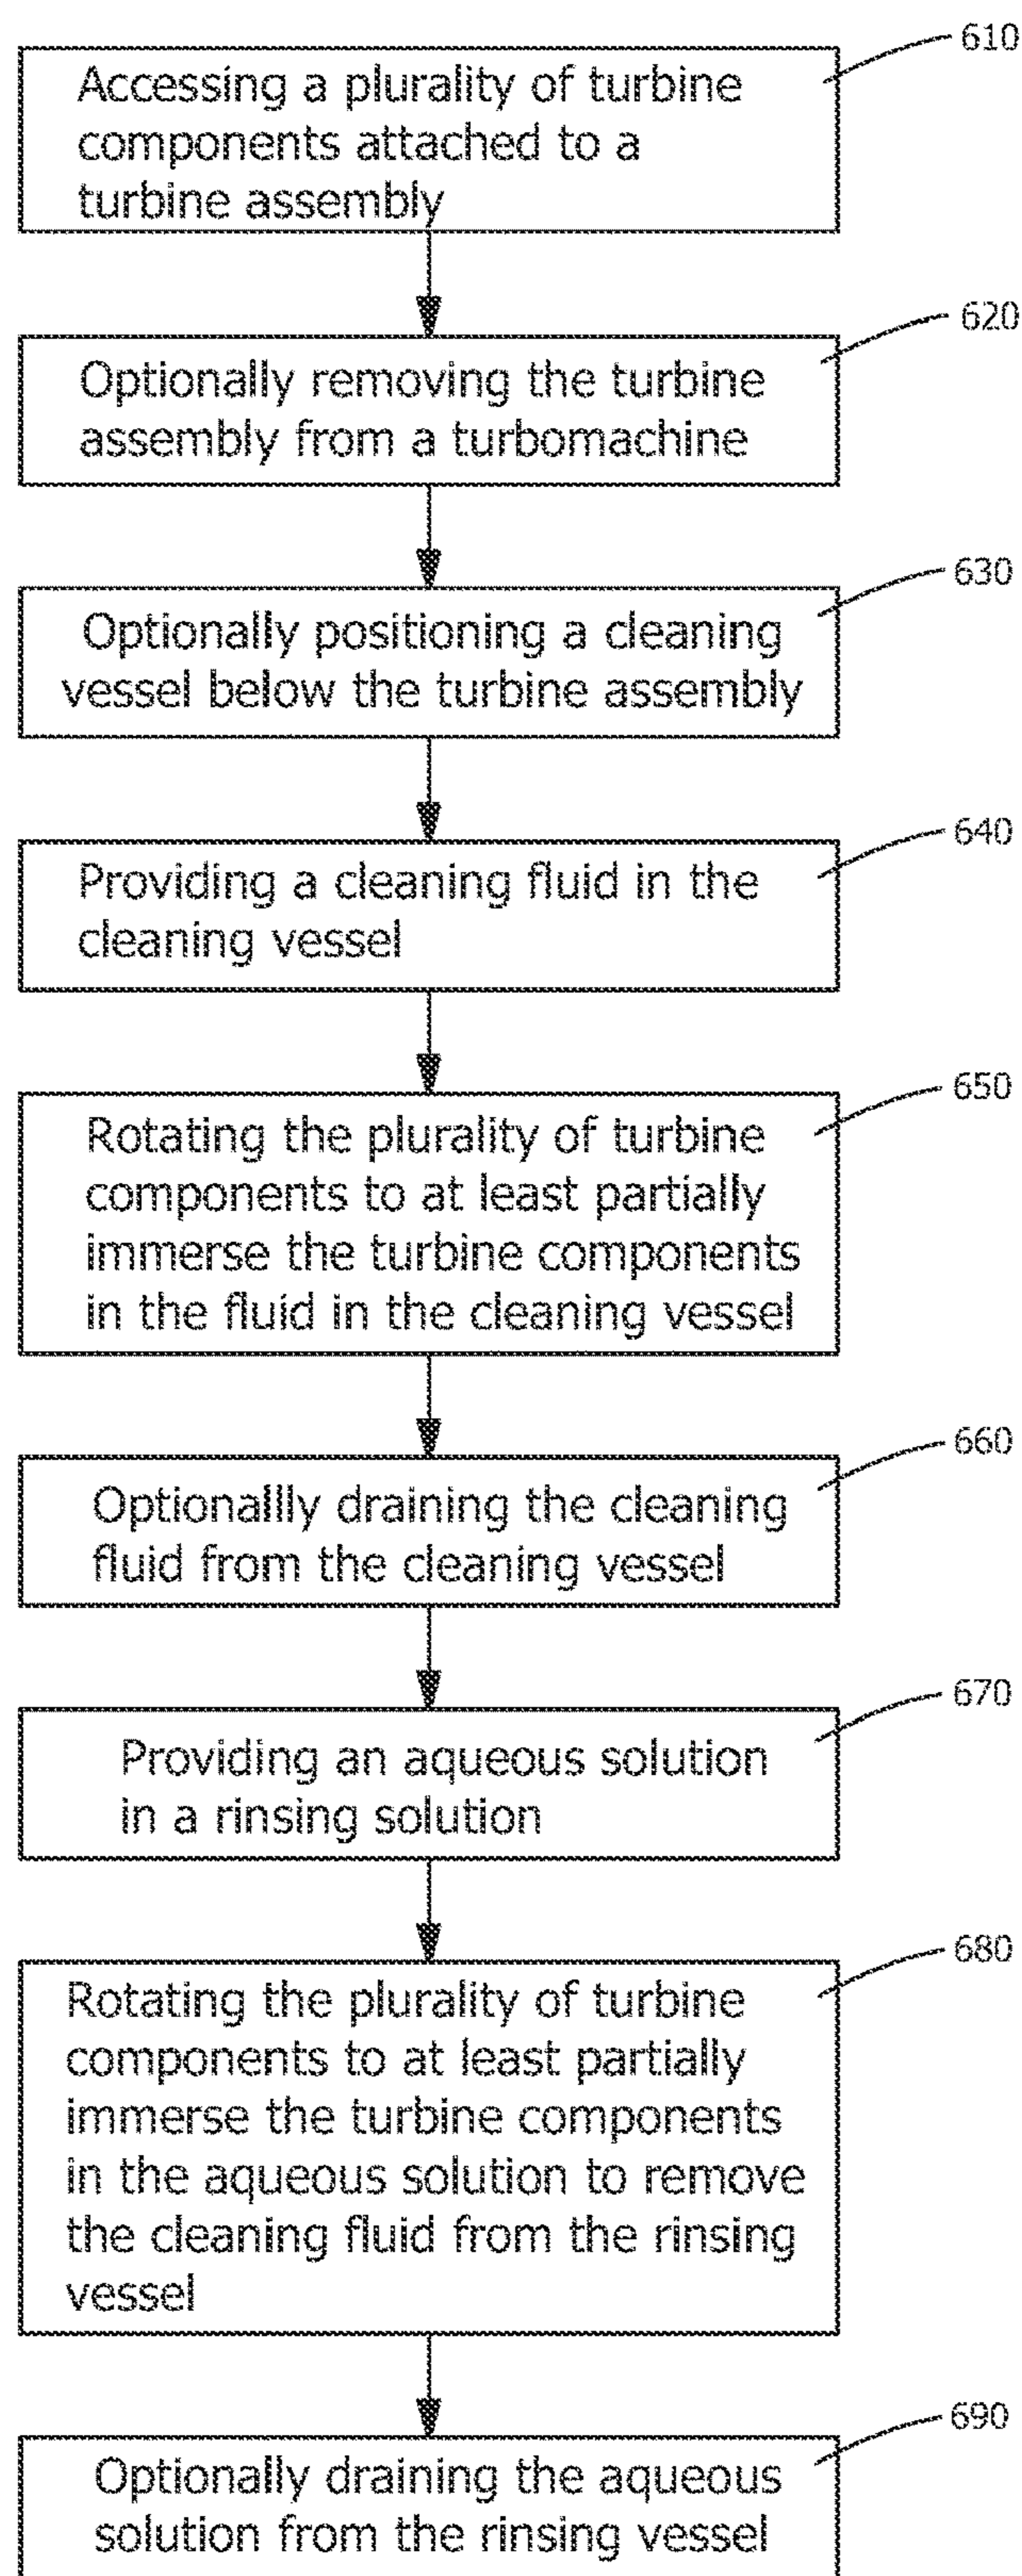 610
Accessing a plurality of turbine
components attached to a
turbine assembly
620
Optionally removing the turbine
assembly from a turbomachine
630
Optionally positioning a cleaning
vessel below the turbine assembly
640
Providing a cleaning fluid in the
cleaning vessel
650
Rotating the plurality of turbine
components to at least partially
immerse the turbine components
in the fluid in the cleaning vessel
660
Optionallly draining the cleaning
fluid from the cleaning vessel
670
Providing an aqueous solution
in a rinsing solution
680
Rotating the plurality of turbine
components to at least partially
immerse the turbine components
in the aqueous solution to remove
the cleaning fluid from the rinsing
vessel
690
Optionally draining the aqueous
solution from the rinsing vessel